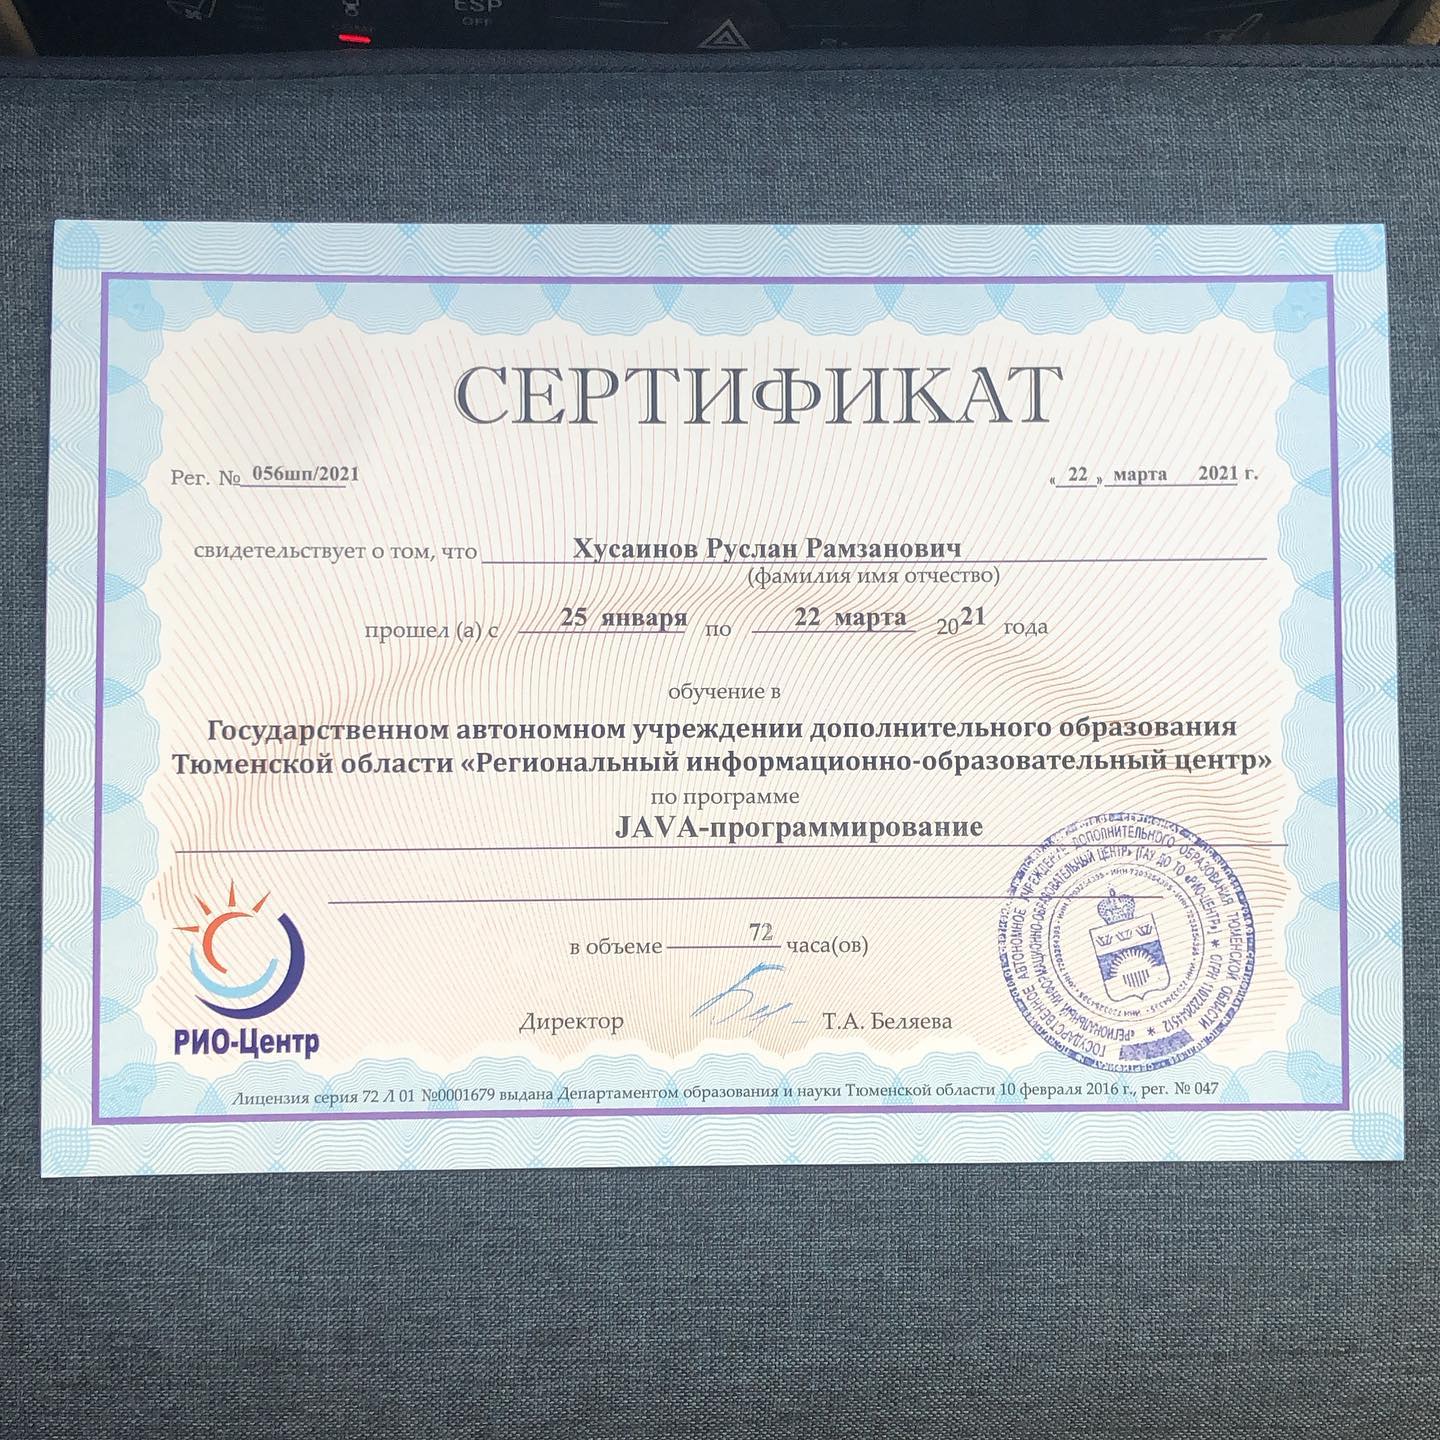 ESP
OFF
СЕРТИФИКАТ
Рег. № 056шп/2021 « 22 » марта 2021 г.
свидетельствует о том, что Хусаинов Руслан Рамзанович
(фамилия имя отчество)
прошел (а) с 25 января по 22 марта 2021 года
обучение в
Государственном автономном учреждении дополнительного образования
Тюменской области «Региональный информационно-образовательный центр»
по программе
JAVA-программирование
в объеме 72 часа(ов)
Директор Т.А. Беляева
РИО-Центр
ГОСУДАРСТВЕННОЕ АВТОНОМНОЕ УЧРЕЖДЕНИЕ ДОПОЛНИТЕЛЬНОГО ОБРАЗОВАНИЯ ТЮМЕНСКОЙ ОБЛАСТИ
«РЕГИОНАЛЬНЫЙ ИНФОРМАЦИОННО-ОБРАЗОВАТЕЛЬНЫЙ ЦЕНТР» (ГАУ ДО ТО «РИО-ЦЕНТР») * ОГРН
Лицензия серия 72 Л 01 №0001679 выдана Департаментом образования и науки Тюменской области 10 февраля 2016 г., рег. № 047